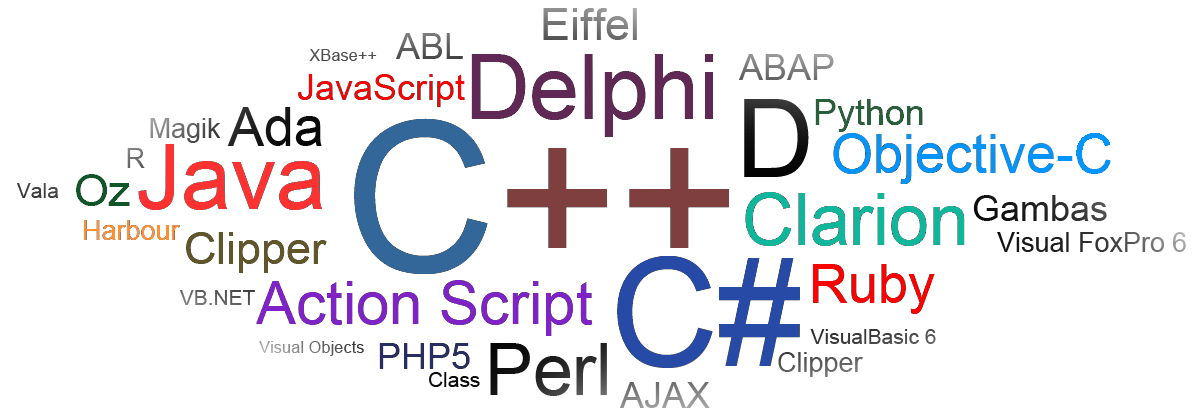 Eiffel
XBase++
ABL
Delphi
ABAP
JavaScript
D
Python
Magik
Ada
C++
Objective-C
R
Java
Vala
Oz
Clarion
Gambas
Harbour
Clipper
Visual FoxPro 6
C#
Ruby
VB.NET
Action Script
VisualBasic 6
Visual Objects
PHP5
Perl
Clipper
Class
AJAX